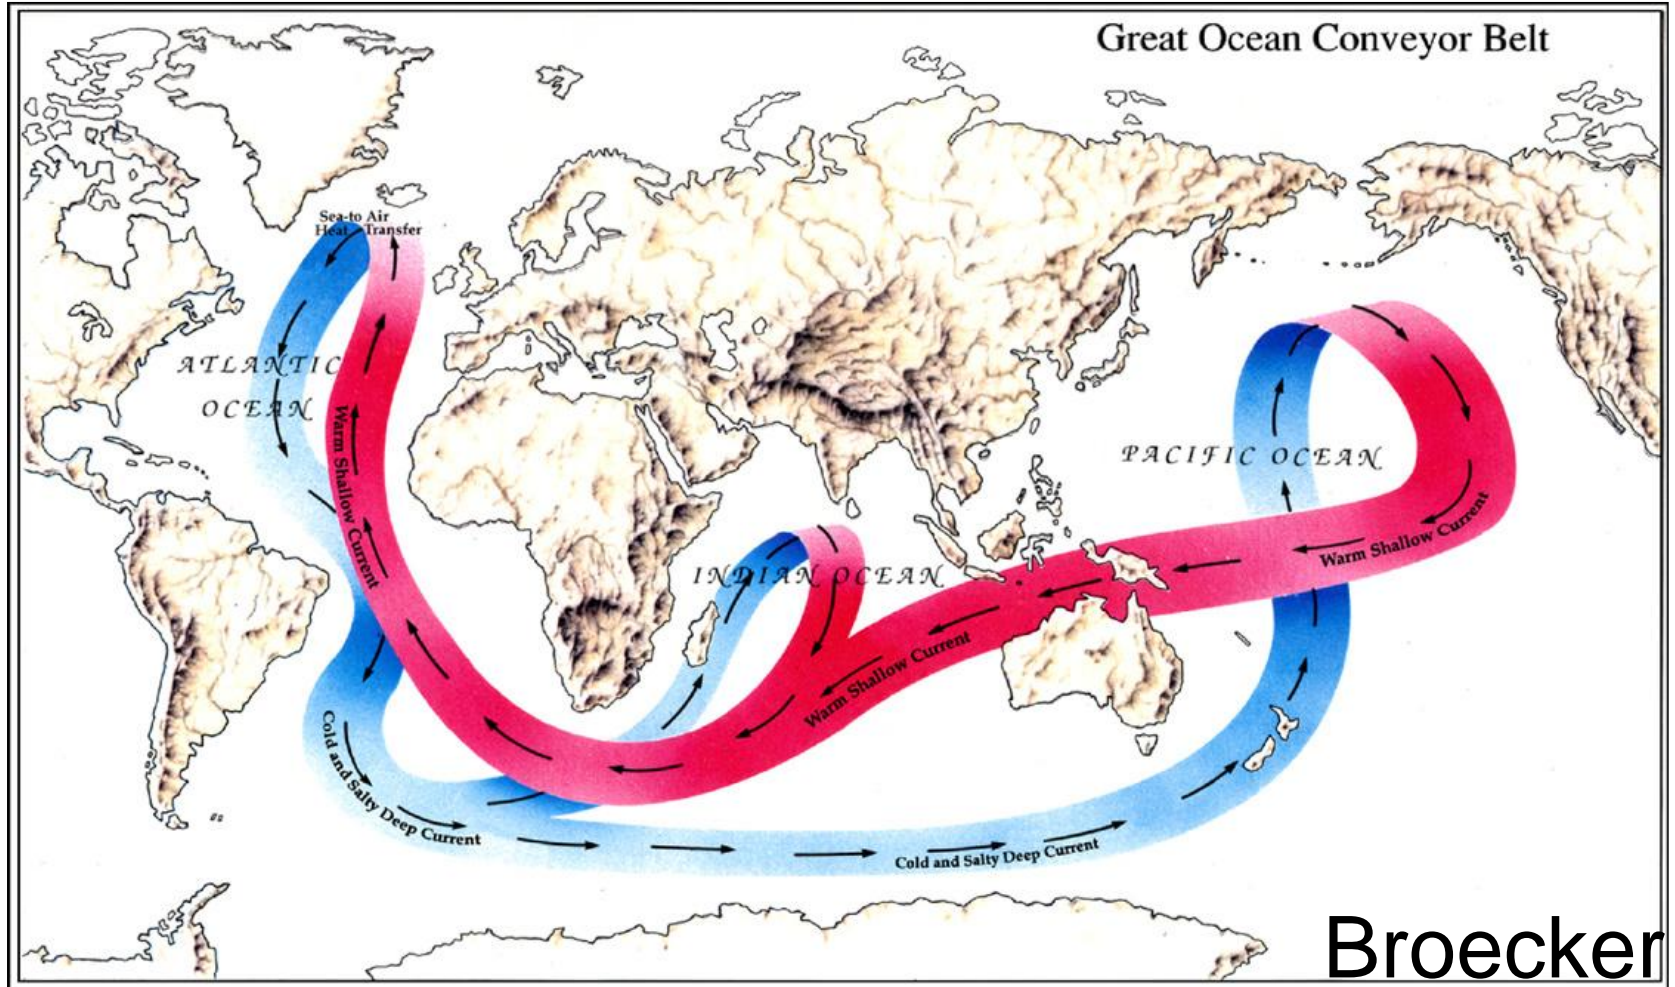 Great Ocean Conveyor Belt
Sea-to Air
Heat Transfer
ATLANTIC
OCEAN
Warm Shallow Current
PACIFIC OCEAN
Warm Shallow Current
INDIAN OCEAN
Warm Shallow Current
Cold and Salty Deep Current
Cold and Salty Deep Current
Broecker